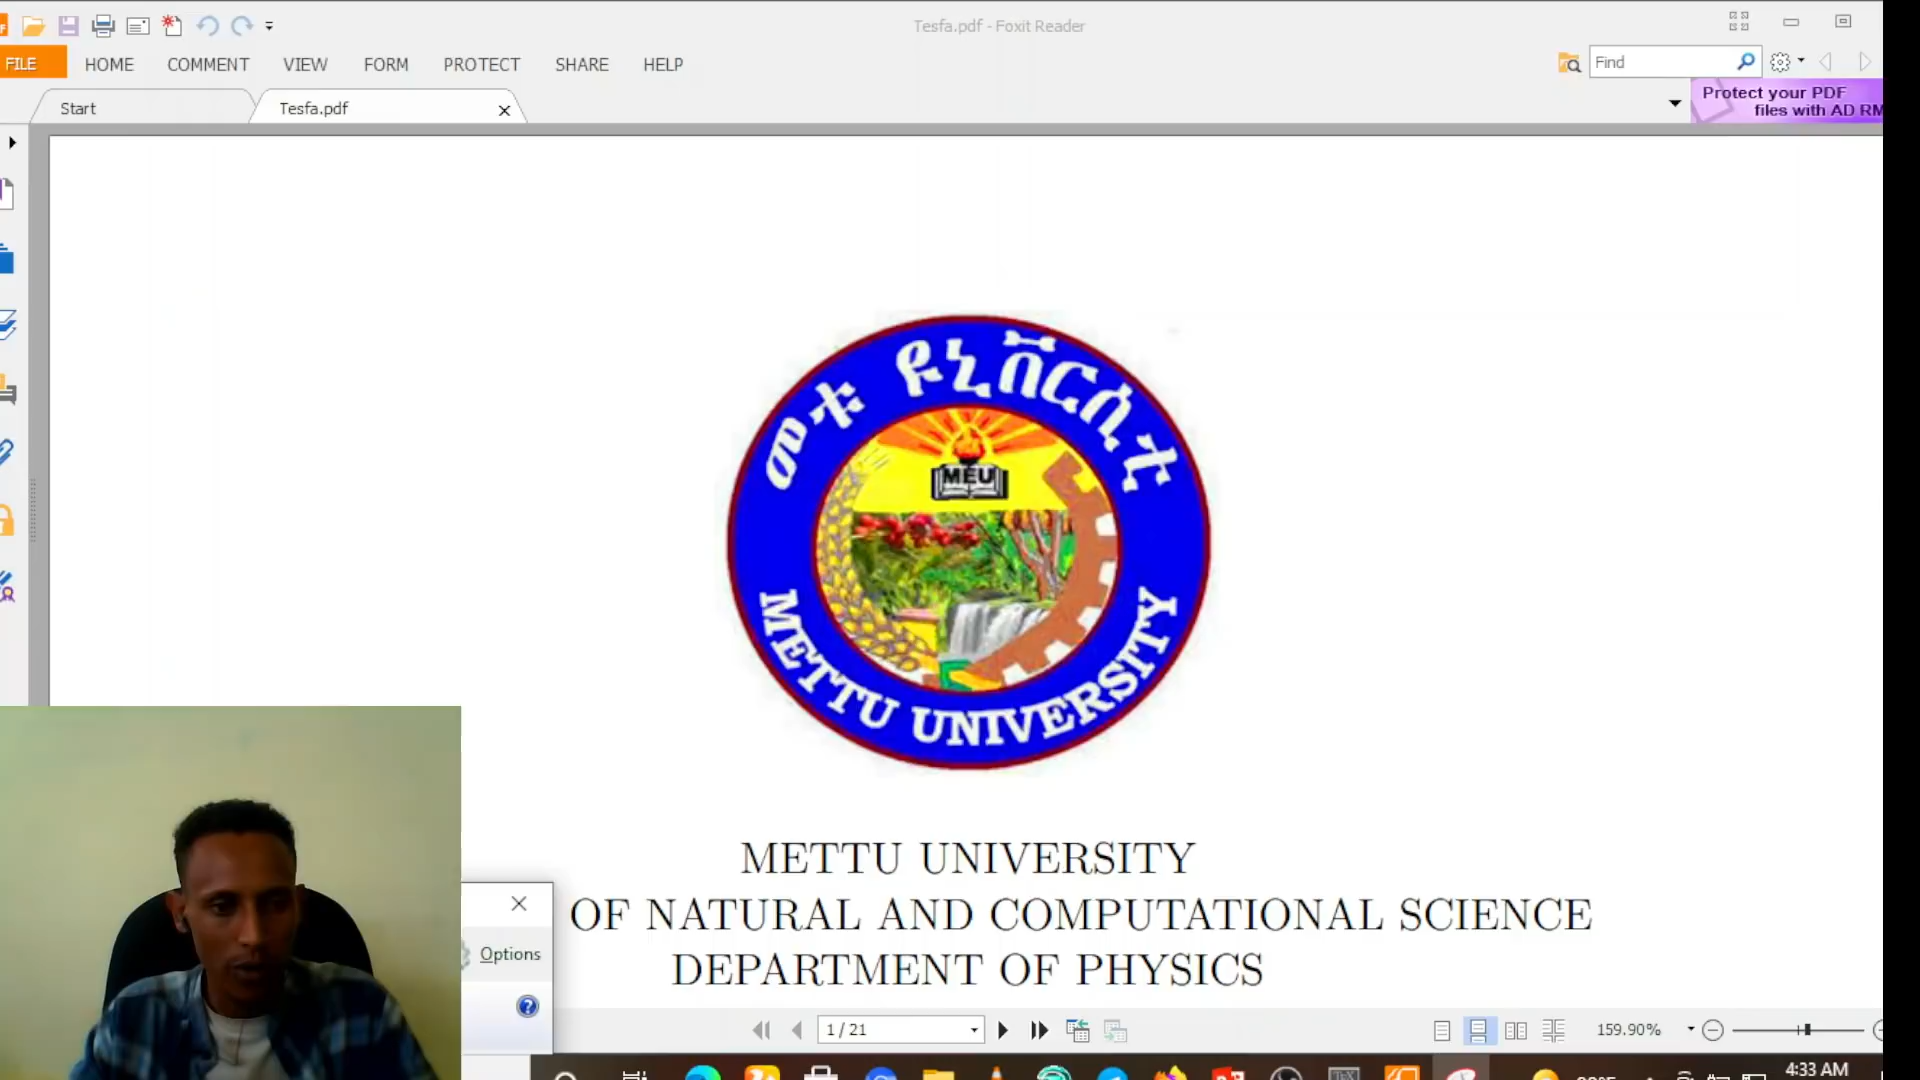 Tesfa.pdf - Foxit Reader
FILE HOME COMMENT VIEW FORM PROTECT SHARE HELP
Find
Start
Tesfa.pdf
Protect your PDF
files with AD RM
መቱ ዩኒቨርሲቲ
MEU
METTU UNIVERSITY
METTU UNIVERSITY
OF NATURAL AND COMPUTATIONAL SCIENCE
DEPARTMENT OF PHYSICS
Options
1 / 21
159.90%
4:33 AM